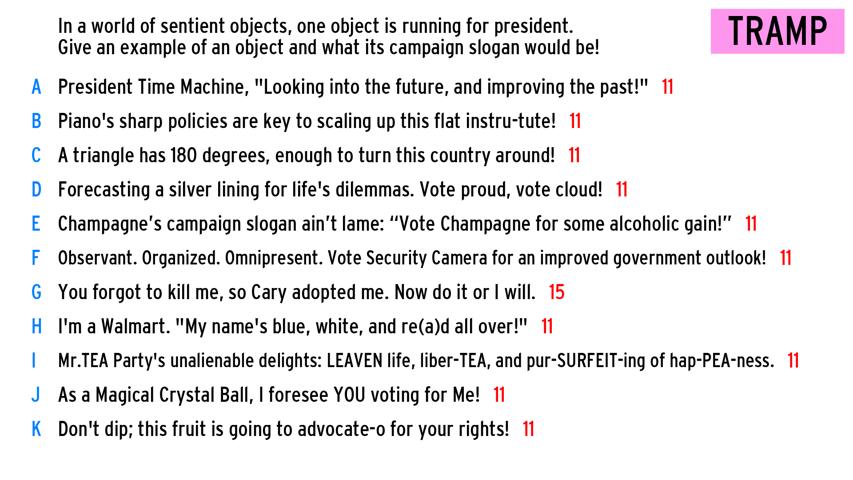 In a world of sentient objects, one object is running for president.
Give an example of an object and what its campaign slogan would be!
TRAMP
A President Time Machine, "Looking into the future, and improving the past!" 11
B Piano's sharp policies are key to scaling up this flat instru-tute! 11
C A triangle has 180 degrees, enough to turn this country around! 11
D Forecasting a silver lining for life's dilemmas. Vote proud, vote cloud! 11
E Champagne’s campaign slogan ain’t lame: “Vote Champagne for some alcoholic gain!” 11
F Observant. Organized. Omnipresent. Vote Security Camera for an improved government outlook! 11
G You forgot to kill me, so Cary adopted me. Now do it or I will. 15
H I'm a Walmart. "My name's blue, white, and re(a)d all over!" 11
I Mr.TEA Party's unalienable delights: LEAVEN life, liber-TEA, and pur-SURFEIT-ing of hap-PEA-ness. 11
J As a Magical Crystal Ball, I foresee YOU voting for Me! 11
K Don't dip; this fruit is going to advocate-o for your rights! 11